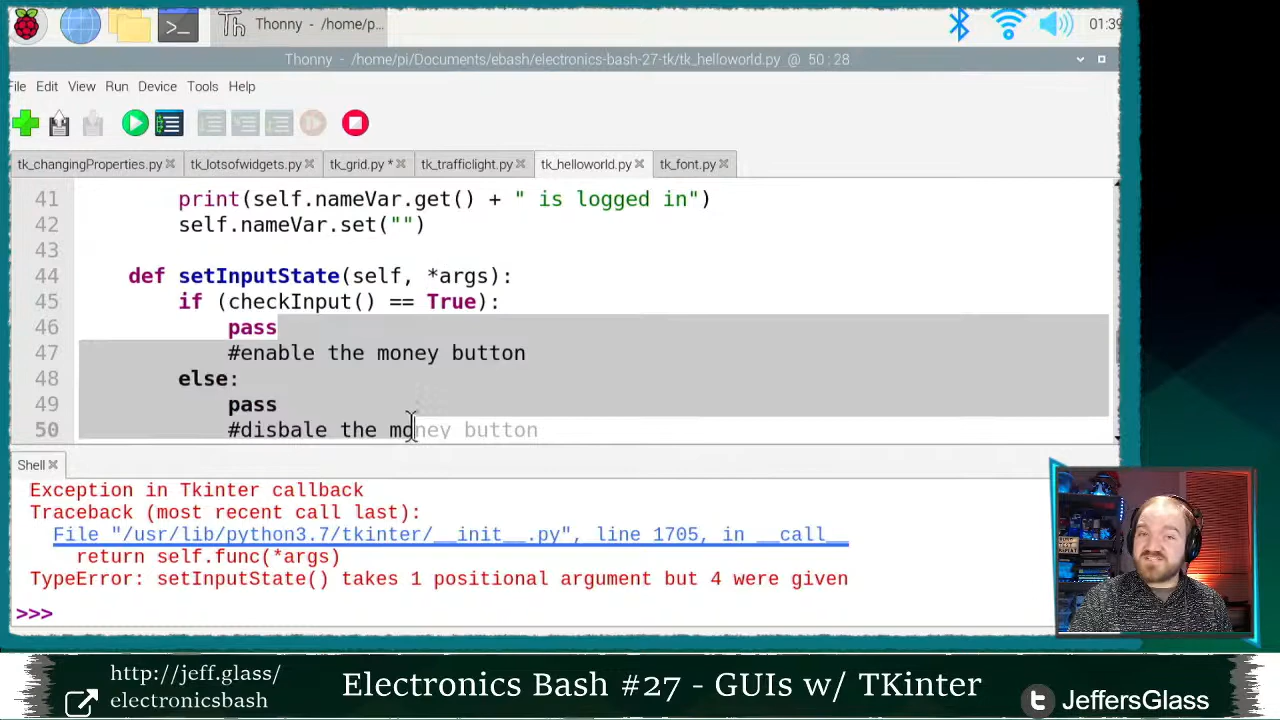 Thonny - /home/p...
01:39
Thonny - /home/pi/Documents/ebash/electronics-bash-27-tk/tk_helloworld.py @ 50 : 28
File Edit View Run Device Tools Help
tk_changingProperties.py tk_lotsofwidgets.py tk_grid.py * tk_trafficlight.py tk_helloworld.py tk_font.py
41 print(self.nameVar.get() + " is logged in")
42 self.nameVar.set("")
43
44 def setInputState(self, *args):
45 if (checkInput() == True):
46 pass
47 #enable the money button
48 else:
49 pass
50 #disbale the money button
Shell
Exception in Tkinter callback
Traceback (most recent call last):
File "/usr/lib/python3.7/tkinter/__init__.py", line 1705, in __call__
return self.func(*args)
TypeError: setInputState() takes 1 positional argument but 4 were given
>>>
http://jeff.glass/
electronicsbash
Electronics Bash #27 - GUIs w/ TKinter
JeffersGlass